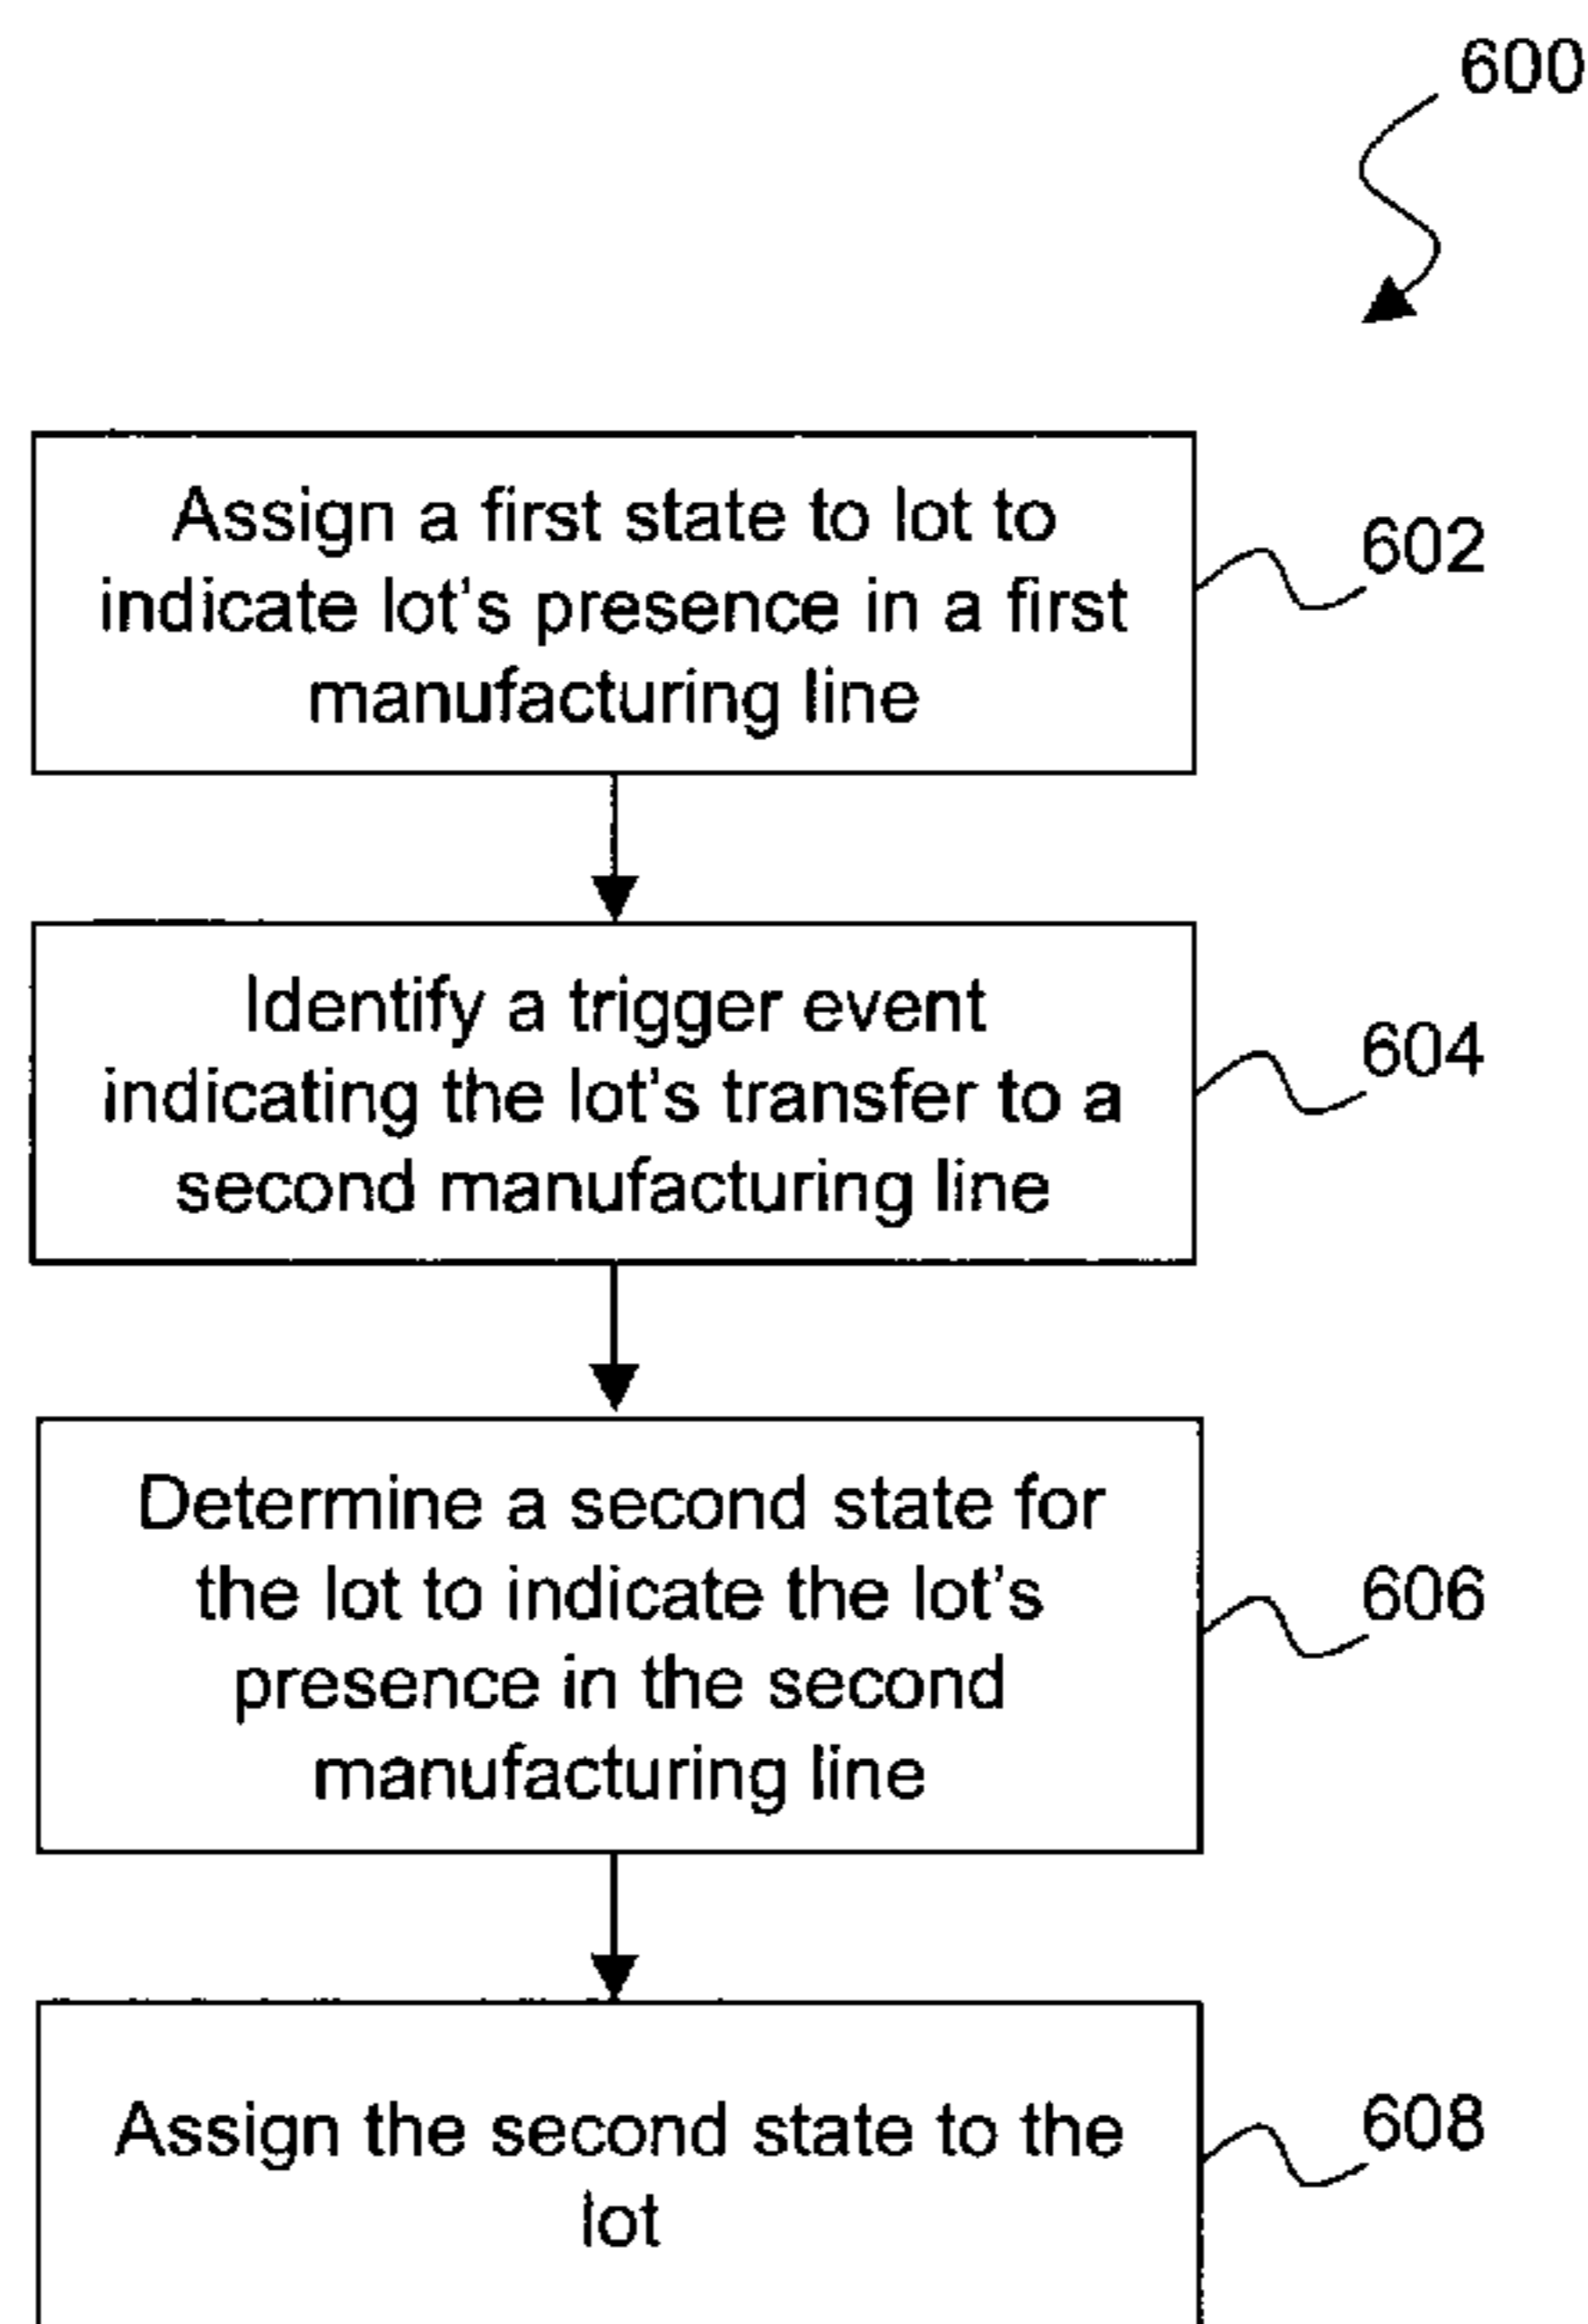 600
Assign a first state to lot to
indicate lot's presence in a first
manufacturing line
602
Identify a trigger event
indicating the lot's transfer to a
second manufacturing line
604
Determine a second state for
the lot to indicate the lot's
presence in the second
manufacturing line
606
Assign the second state to the
lot
608